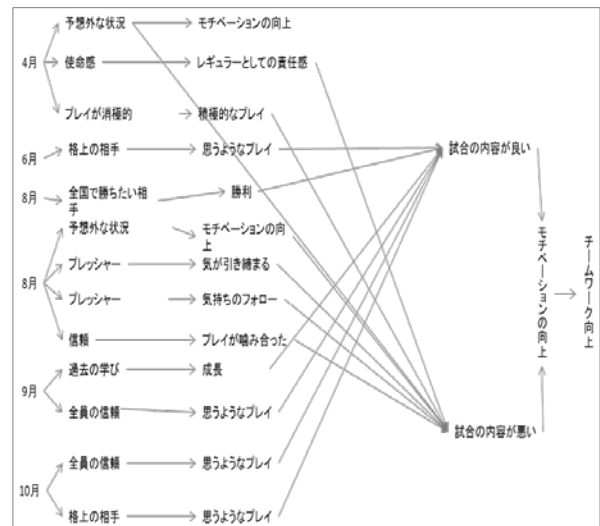 予想外な状況 モチベーションの向上
4月 使命感 レギュラーとしての責任感
プレイが消極的 積極的なプレイ
6月 格上の相手 思うようなプレイ 試合の内容が良い
8月 全国で勝ちたい相
手 勝利
予想外な状況 モチベーションの向
上
プレッシャー 気が引き締まる
8月 プレッシャー 気持ちのフォロー
信頼 プレイが噛み合った
過去の学び 成長
9月
全員の信頼 思うようなプレイ
試合の内容が悪い
モチベーションの向上
チームワーク向上
全員の信頼 思うようなプレイ
10月
格上の相手 思うようなプレイ